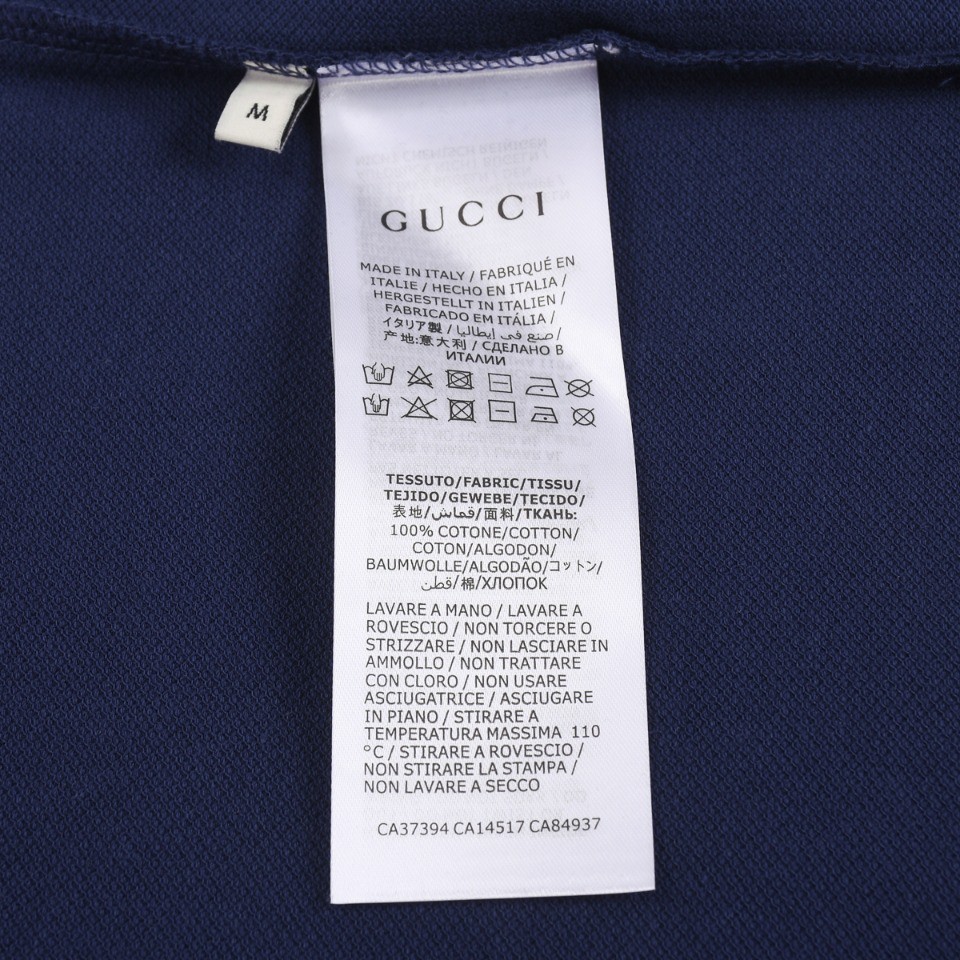 M
GUCCI
MADE IN ITALY / FABRIQUÉ EN
ITALIE / HECHO EN ITALIA /
HERGESTELLT IN ITALIEN /
FABRICADO EM ITÁLIA /
イタリア製 / صنع في إيطاليا /
产地:意大利 / СДЕЛАНО В
ИТАЛИИ
TESSUTO/FABRIC/TISSU/
TEJIDO/GEWEBE/TECIDO/
表地/قماش/面料/ТКАНЬ:
100% COTONE/COTTON/
COTON/ALGODON/
BAUMWOLLE/ALGODÃO/コットン/
قطن/棉/ХЛОПОК
LAVARE A MANO / LAVARE A
ROVESCIO / NON TORCERE O
STRIZZARE / NON LASCIARE IN
AMMOLLO / NON TRATTARE
CON CLORO / NON USARE
ASCIUGATRICE / ASCIUGARE
IN PIANO / STIRARE A
TEMPERATURA MASSIMA 110
°C / STIRARE A ROVESCIO /
NON STIRARE LA STAMPA /
NON LAVARE A SECCO
CA37394 CA14517 CA84937